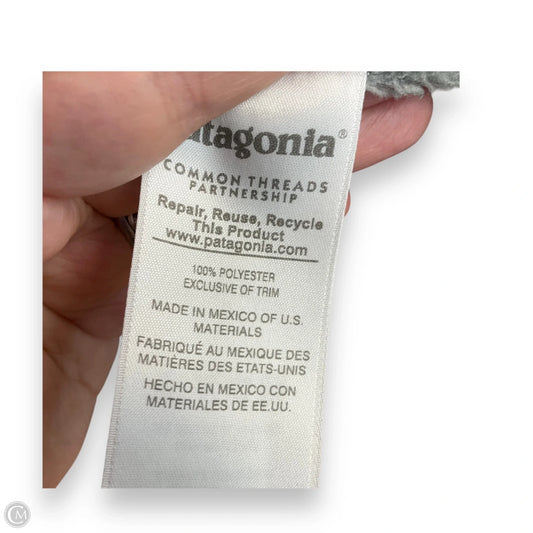 Patagonia®
COMMON THREADS
PARTNERSHIP
Repair, Reuse, Recycle
This Product
www.patagonia.com
100% POLYESTER
EXCLUSIVE OF TRIM
MADE IN MEXICO OF U.S.
MATERIALS
FABRIQUÉ AU MEXIQUE DES
MATIÈRES DES ETATS-UNIS
HECHO EN MEXICO CON
MATERIALES DE EE.UU.
CM